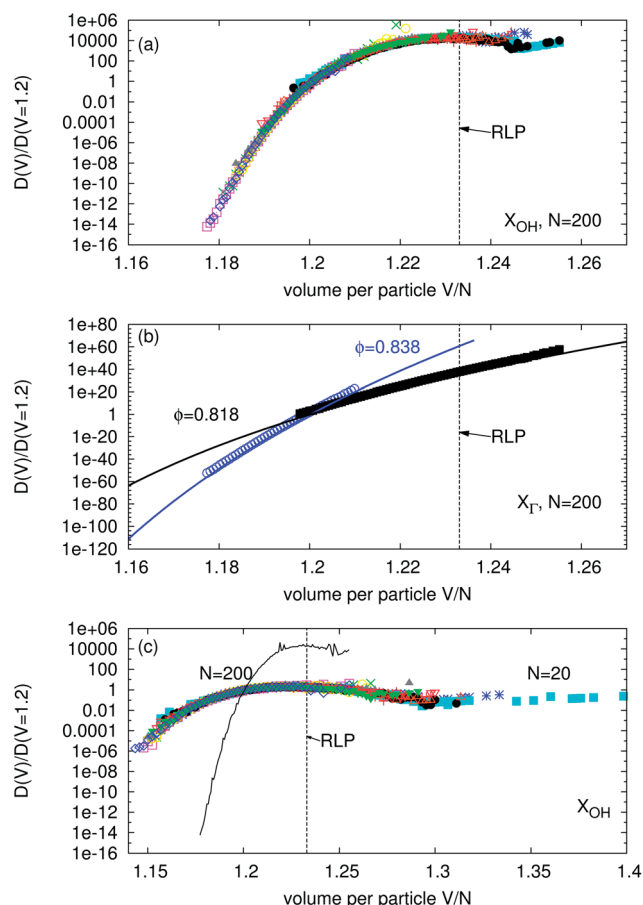 (a)
10000
1e+06
100
1
0.01
0.0001
1e-06
1e-08
1e-10
1e-12
1e-14
1e-16
D(V)/D(V=1.2)
RLP
X_OH, N=200
1.16 1.18 1.2 1.22 1.24 1.26
volume per particle V/N
(b)
1e+80
1e+60
1e+40
1e+20
1
1e-20
1e-40
1e-60
1e-80
1e-100
1e-120
D(V)/D(V=1.2)
ϕ=0.838
ϕ=0.818
RLP
X_Γ, N=200
1.16 1.18 1.2 1.22 1.24 1.26
volume per particle V/N
(c)
1e+06
10000
100
1
0.01
0.0001
1e-06
1e-08
1e-10
1e-12
1e-14
1e-16
D(V)/D(V=1.2)
N=200 N=20
RLP
X_OH
1.15 1.2 1.25 1.3 1.35 1.4
volume per particle V/N